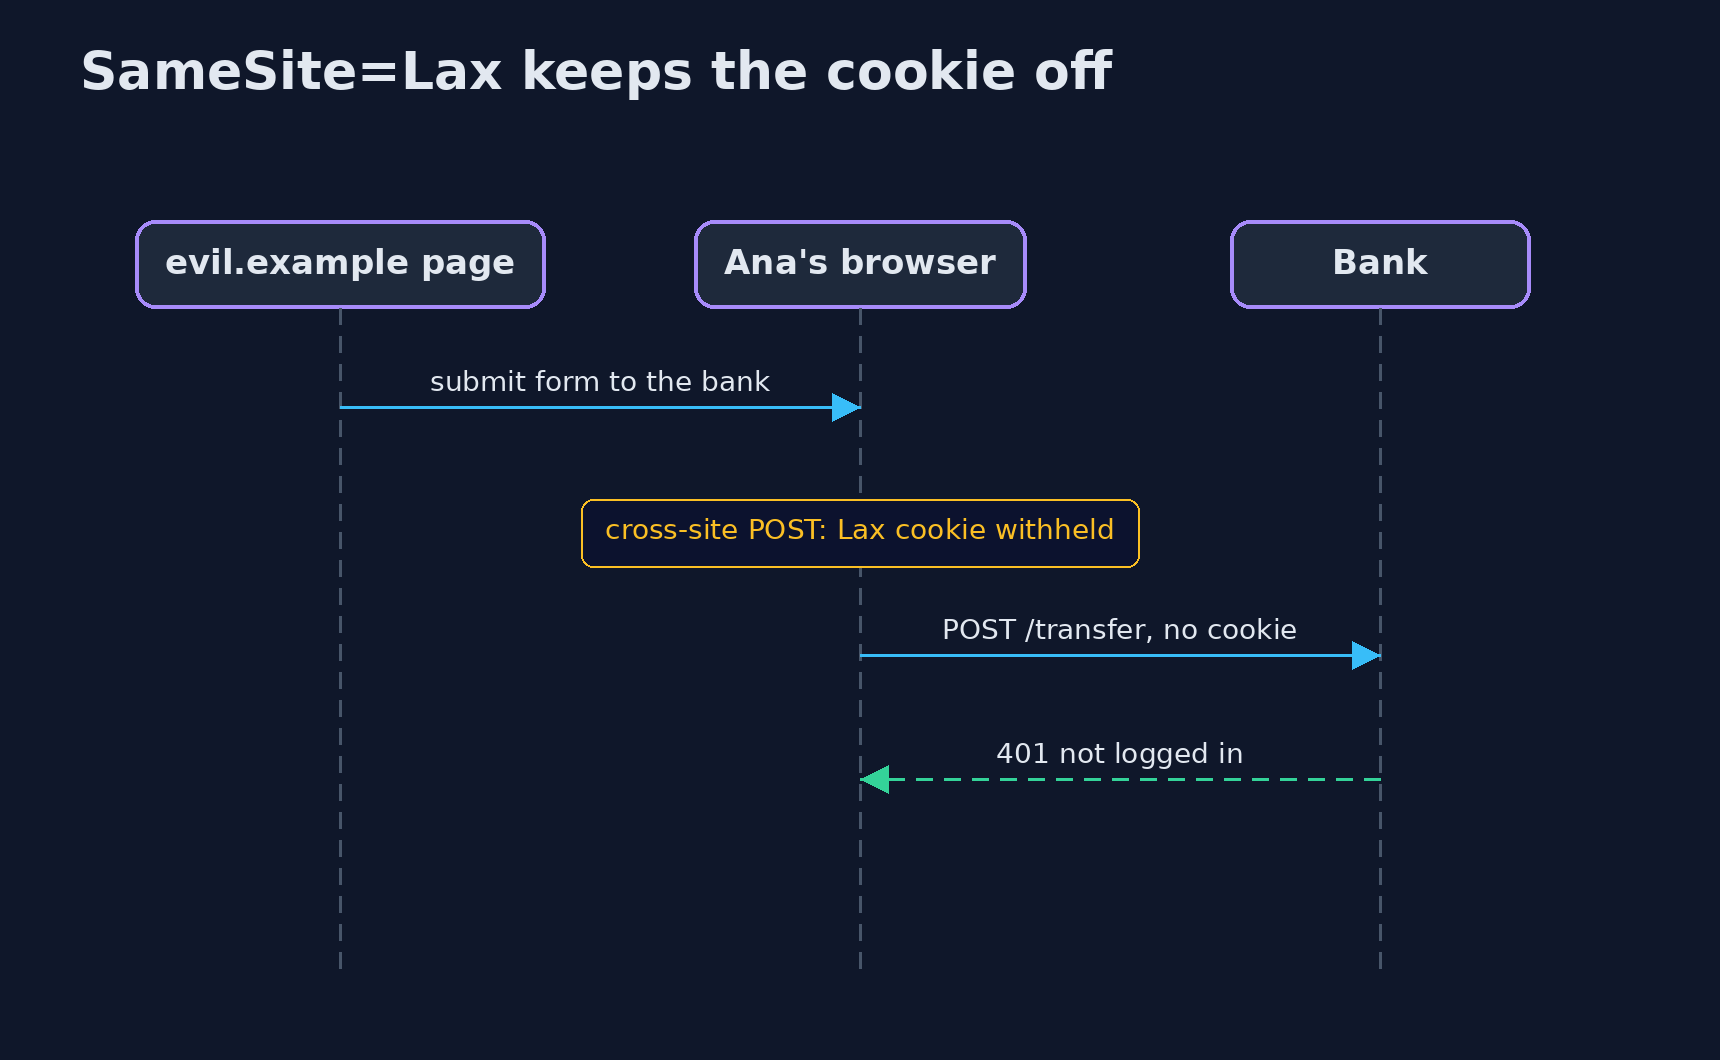 SameSite=Lax keeps the cookie off
evil.example page
Ana's browser
Bank
submit form to the bank
cross-site POST: Lax cookie withheld
POST /transfer, no cookie
401 not logged in